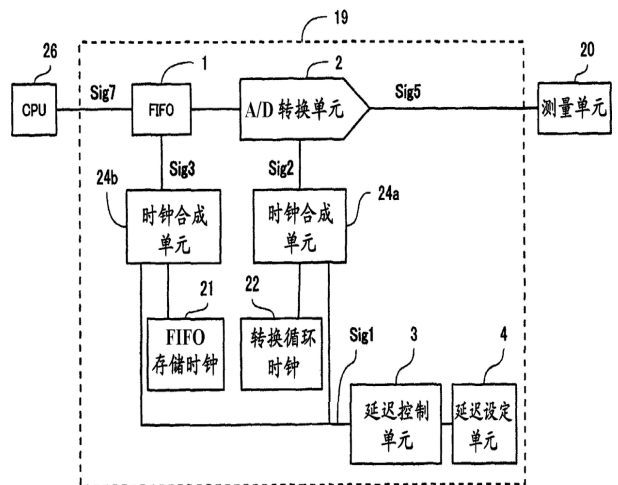 19
26
1
2
20
CPU
Sig7
FIFO
A/D 转换单元
Sig5
测量单元
Sig3
Sig2
24b
24a
时钟合成
单元
时钟合成
单元
21
22
FIFO
存储时钟
转换循环
时钟
Sig1
3
4
延迟控制
单元
延迟设定
单元